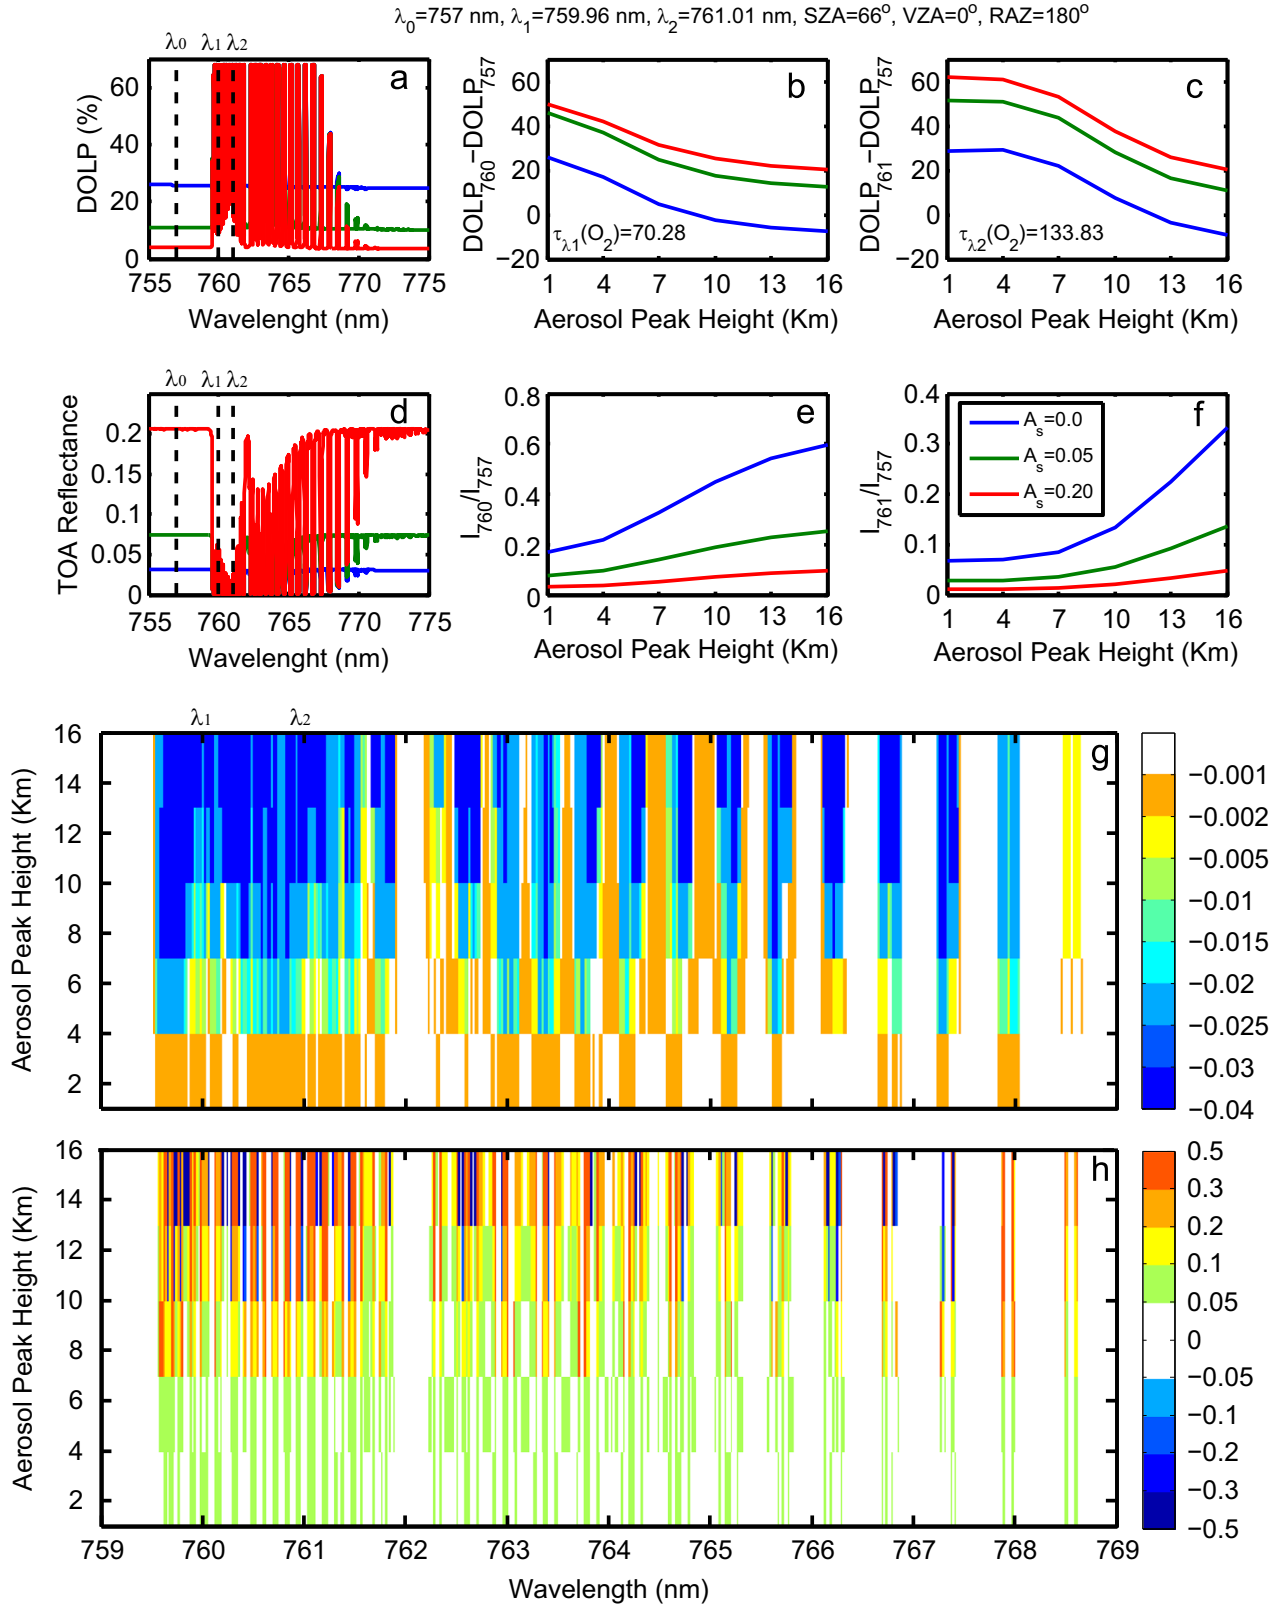 λ0=757 nm, λ1=759.96 nm, λ2=761.01 nm, SZA=66o, VZA=0o, RAZ=180o
λ0 λ1 λ2
a
DOLP (%)
60
40
20
0
755 760 765 770 775
Wavelenght (nm)
b
DOLP760−DOLP757
60
40
20
0
−20
τλ1(O2)=70.28
1 4 7 10 13 16
Aerosol Peak Height (Km)
c
DOLP761−DOLP757
60
40
20
0
−20
τλ2(O2)=133.83
1 4 7 10 13 16
Aerosol Peak Height (Km)
λ0 λ1 λ2
d
TOA Reflectance
0.2
0.15
0.1
0.05
0
755 760 765 770 775
Wavelenght (nm)
e
I760/I757
0.8
0.6
0.4
0.2
0
1 4 7 10 13 16
Aerosol Peak Height (Km)
f
I761/I757
0.4
0.3
0.2
0.1
0
As=0.0
As=0.05
As=0.20
1 4 7 10 13 16
Aerosol Peak Height (Km)
λ1 λ2
g
Aerosol Peak Height (Km)
16
14
12
10
8
6
4
2
−0.001
−0.002
−0.005
−0.01
−0.015
−0.02
−0.025
−0.03
−0.04
h
Aerosol Peak Height (Km)
16
14
12
10
8
6
4
2
0.5
0.3
0.2
0.1
0.05
0
−0.05
−0.1
−0.2
−0.3
−0.5
759 760 761 762 763 764 765 766 767 768 769
Wavelength (nm)